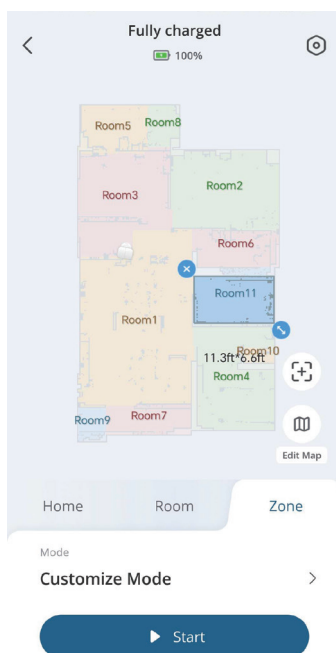 Fully charged
100%
Room5
Room8
Room3
Room2
Room6
Room11
Room1
Room10
11.3ft*6.6ft
Room4
Room9
Room7
Edit Map
Home
Room
Zone
Mode
Customize Mode
Start